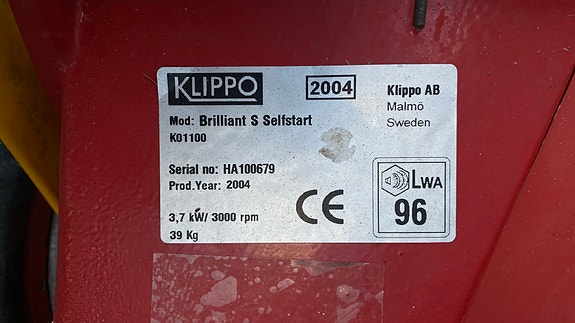 KLIPPO
2004
Klippo AB
Malmö
Sweden
Mod: Brilliant S Selfstart
K01100
Serial no: HA100679
Prod.Year: 2004
3,7 kW/ 3000 rpm
39 Kg
CE
LWA
96